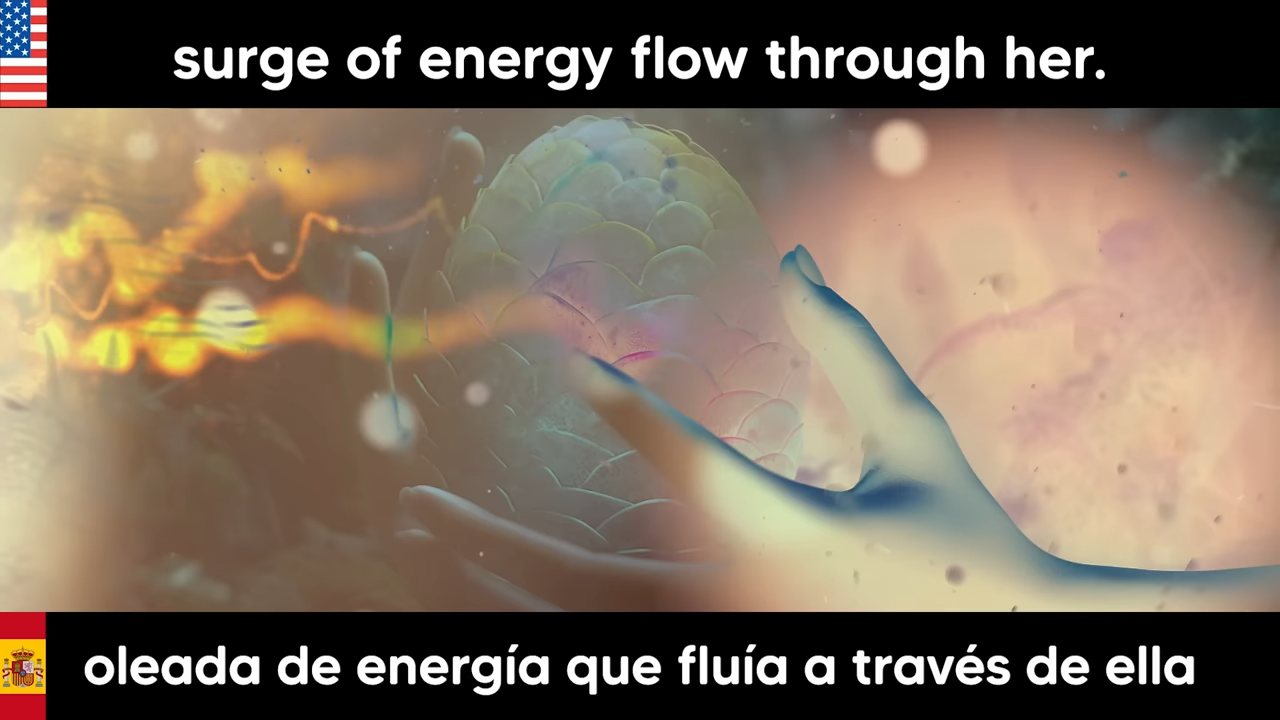 surge of energy flow through her.
oleada de energía que fluía a través de ella